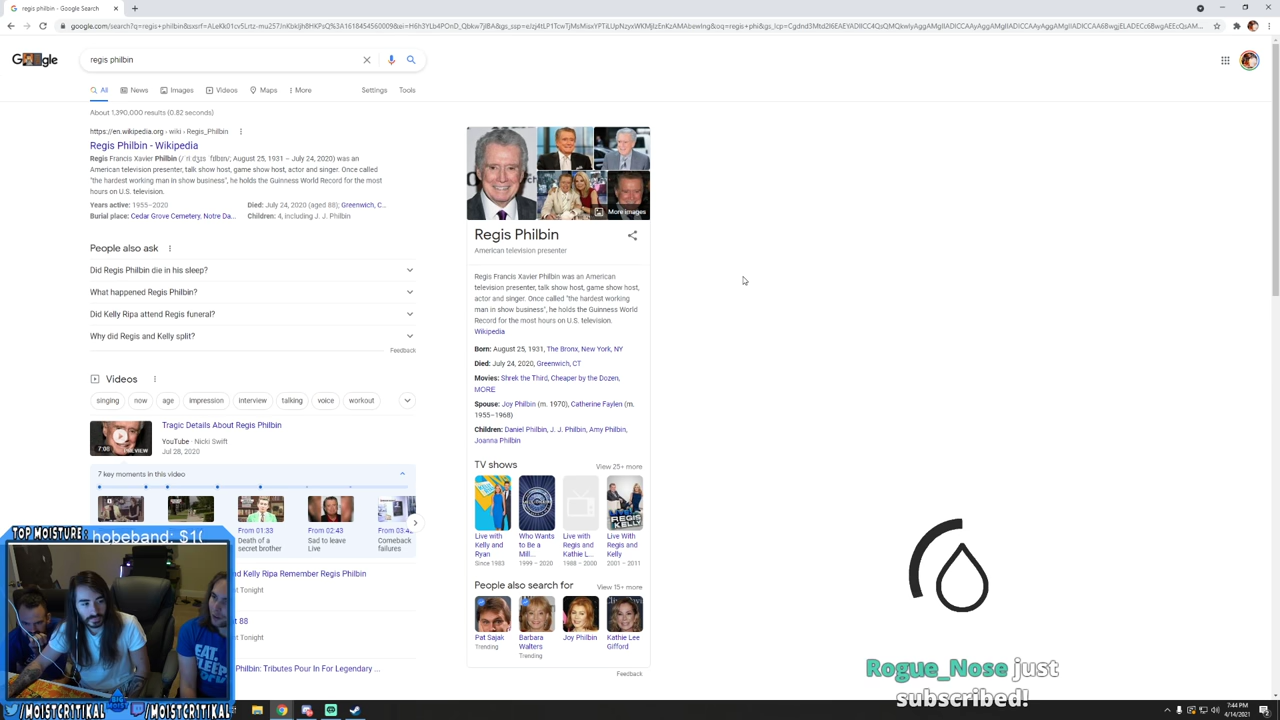 regis philbin - Google Search
regis philbin
All
News
Images
Videos
Maps
More
Settings
Tools
About 1,390,000 results (0.82 seconds)
https://en.wikipedia.org › wiki › Regis_Philbin
Regis Philbin - Wikipedia
Regis Francis Xavier Philbin August 25, 1931 – July 24, 2020) was an
American television presenter, talk show host, game show host, actor and singer. Once called
"the hardest working man in show business", he holds the Guinness World Record for the most
hours on U.S. television.
Years active: 1955–2020
Died: July 24, 2020 (aged 88); Greenwich, C...
Burial place: Cedar Grove Cemetery, Notre Da...
Children: 4, including J. J. Philbin
People also ask
Did Regis Philbin die in his sleep?
What happened Regis Philbin?
Did Kelly Ripa attend Regis funeral?
Why did Regis and Kelly split?
Feedback
Videos
singing
now
age
impression
interview
talking
voice
workout
Tragic Details About Regis Philbin
YouTube · Nicki Swift
Jul 28, 2020
7:08
PREVIEW
7 key moments in this video
From 01:33
Death of a
secret brother
From 02:43
Sad to leave
Live
Comeback
failures
nd Kelly Ripa Remember Regis Philbin
t Tonight
t 88
t Tonight
Philbin: Tributes Pour In For Legendary ...
More images
Regis Philbin
American television presenter
Regis Francis Xavier Philbin was an American
television presenter, talk show host, game show host,
actor and singer. Once called "the hardest working
man in show business", he holds the Guinness World
Record for the most hours on U.S. television.
Wikipedia
Born: August 25, 1931, The Bronx, New York, NY
Died: July 24, 2020, Greenwich, CT
Movies: Shrek the Third, Cheaper by the Dozen,
MORE
Spouse: Joy Philbin (m. 1970), Catherine Faylen (m.
1955–1968)
Children: Daniel Philbin, J. J. Philbin, Amy Philbin,
Joanna Philbin
TV shows
View 25+ more
Live with
Kelly and
Ryan
Since 1983
Who Wants
to Be a
Mill...
1999 – 2020
Live with
Regis and
Kathie L...
1988 – 2000
Live With
Regis and
Kelly
2001 – 2011
People also search for
View 15+ more
Pat Sajak
Trending
Barbara
Walters
Trending
Joy Philbin
Kathie Lee
Gifford
Feedback
TOP MOISTURE:
hobeband: $1(
EAT
SLEEP
BIG
MOIST
/MOISTCRITIKAL
/MOISTCRITIKAL
Rogue_Nose just
subscribed!
7:44 PM
4/14/2021